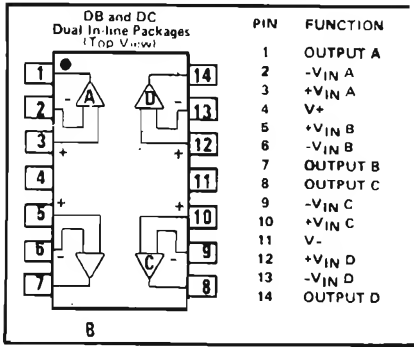 DB and DC
Dual In-line Packages
(Top View)
PIN FUNCTION
1 OUTPUT A
2 -VIN A
3 +VIN A
4 V+
5 +VIN B
6 -VIN B
7 OUTPUT B
8 OUTPUT C
9 -VIN C
10 +VIN C
11 V-
12 +VIN D
13 -VIN D
14 OUTPUT D
1 A D 14
2 - - 13
3 + + 12
4 11
5 + + 10
6 - - 9
7 C 8
B